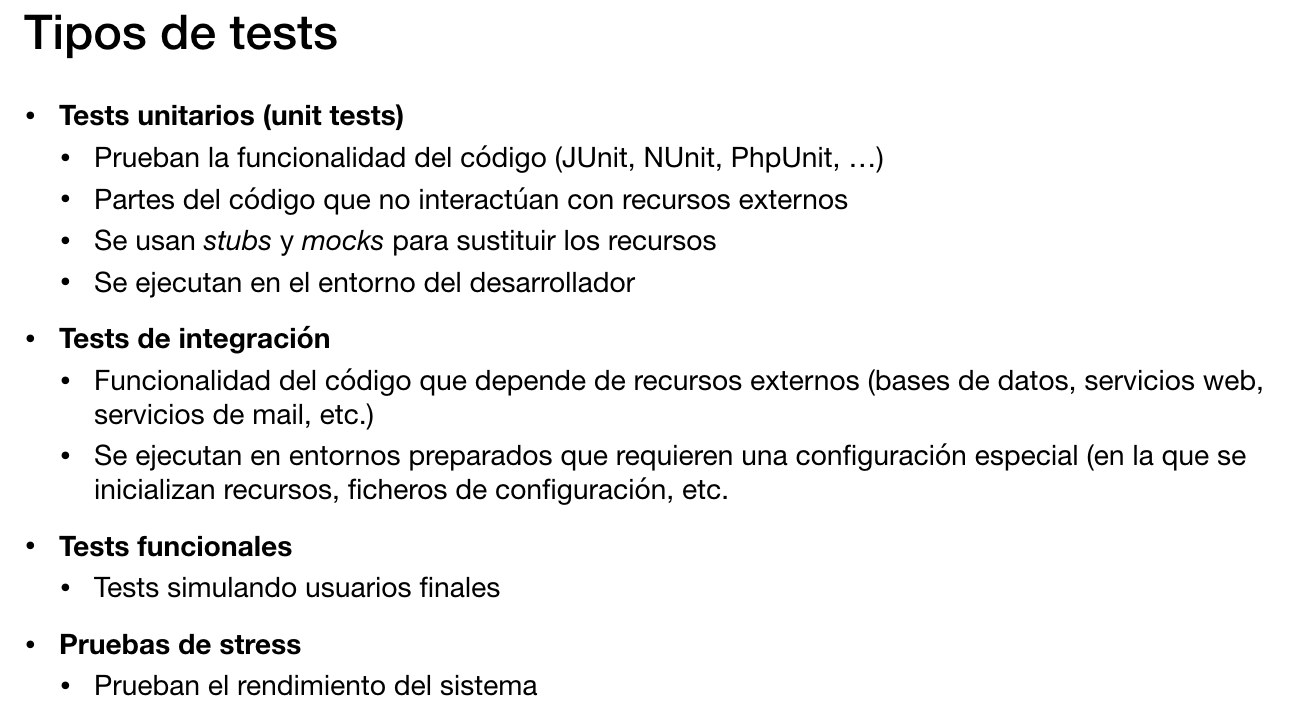 Tipos de tests
• Tests unitarios (unit tests)
• Prueban la funcionalidad del código (JUnit, NUnit, PhpUnit, …)
• Partes del código que no interactúan con recursos externos
• Se usan stubs y mocks para sustituir los recursos
• Se ejecutan en el entorno del desarrollador
• Tests de integración
• Funcionalidad del código que depende de recursos externos (bases de datos, servicios web,
servicios de mail, etc.)
• Se ejecutan en entornos preparados que requieren una configuración especial (en la que se
inicializan recursos, ficheros de configuración, etc.
• Tests funcionales
• Tests simulando usuarios finales
• Pruebas de stress
• Prueban el rendimiento del sistema